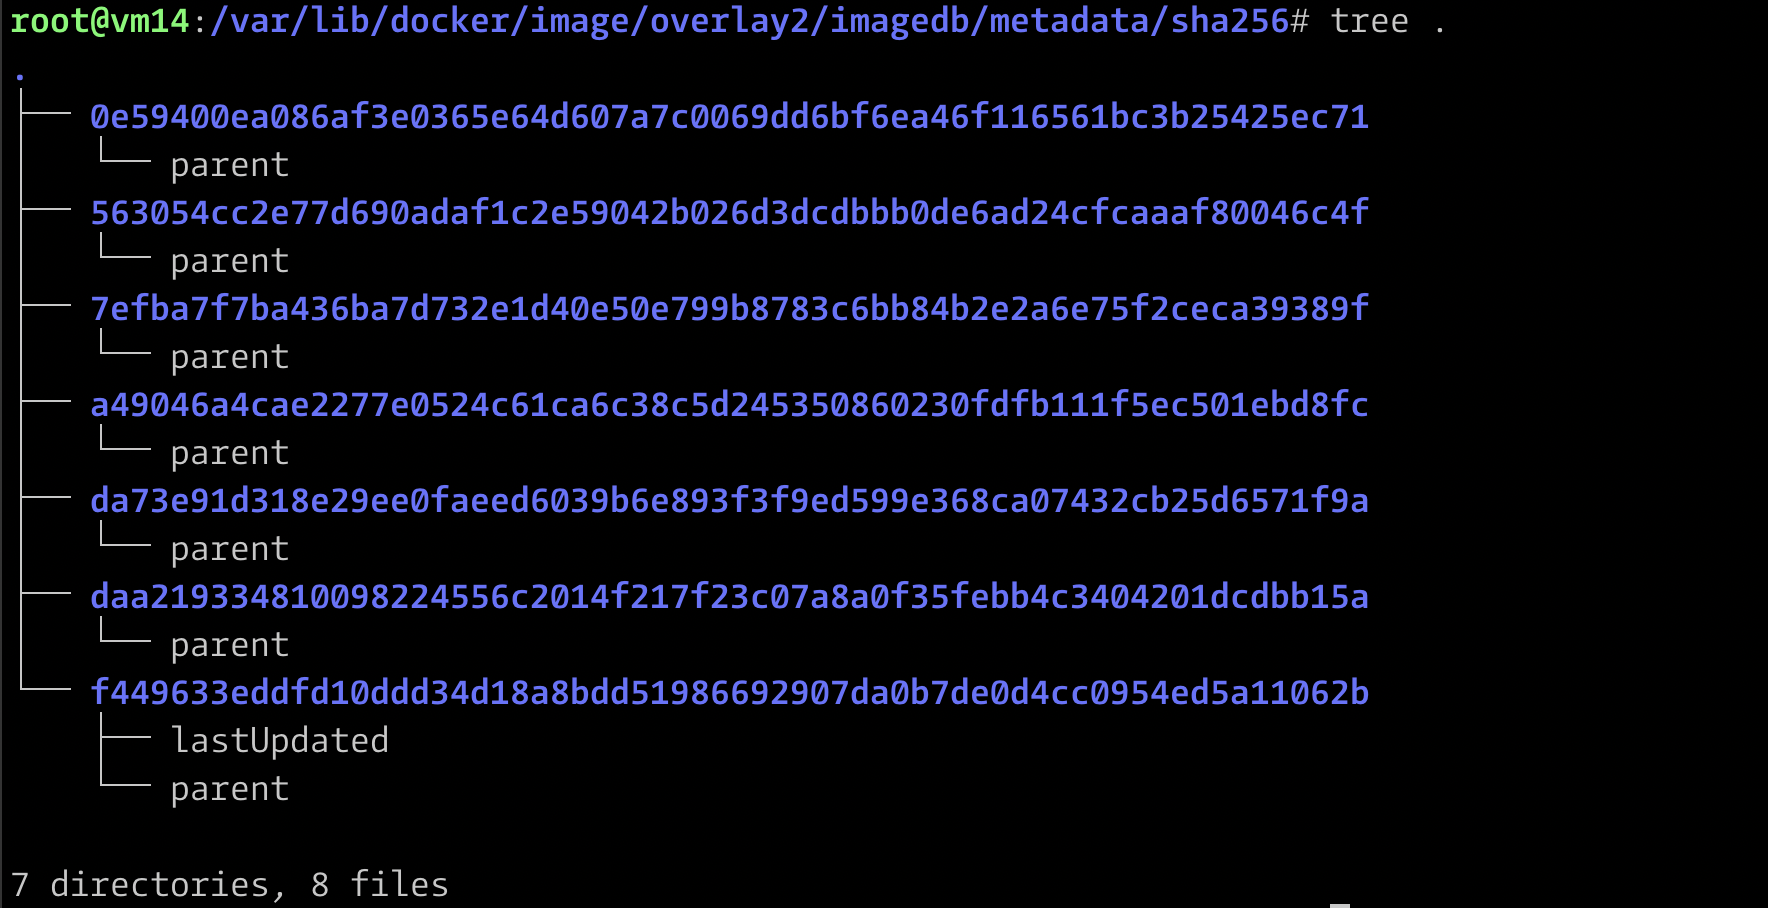 root@vm14:/var/lib/docker/image/overlay2/imagedb/metadata/sha256# tree .
.
├── 0e59400ea086af3e0365e64d607a7c0069dd6bf6ea46f116561bc3b25425ec71
│   └── parent
├── 563054cc2e77d690adaf1c2e59042b026d3dcdbbb0de6ad24cfcaaaf80046c4f
│   └── parent
├── 7efba7f7ba436ba7d732e1d40e50e799b8783c6bb84b2e2a6e75f2ceca39389f
│   └── parent
├── a49046a4cae2277e0524c61ca6c38c5d245350860230fdfb111f5ec501ebd8fc
│   └── parent
├── da73e91d318e29ee0faeed6039b6e893f3f9ed599e368ca07432cb25d6571f9a
│   └── parent
├── daa219334810098224556c2014f217f23c07a8a0f35febb4c3404201dcdbb15a
│   └── parent
└── f449633eddfd10ddd34d18a8bdd51986692907da0b7de0d4cc0954ed5a11062b
    ├── lastUpdated
    └── parent
7 directories, 8 files